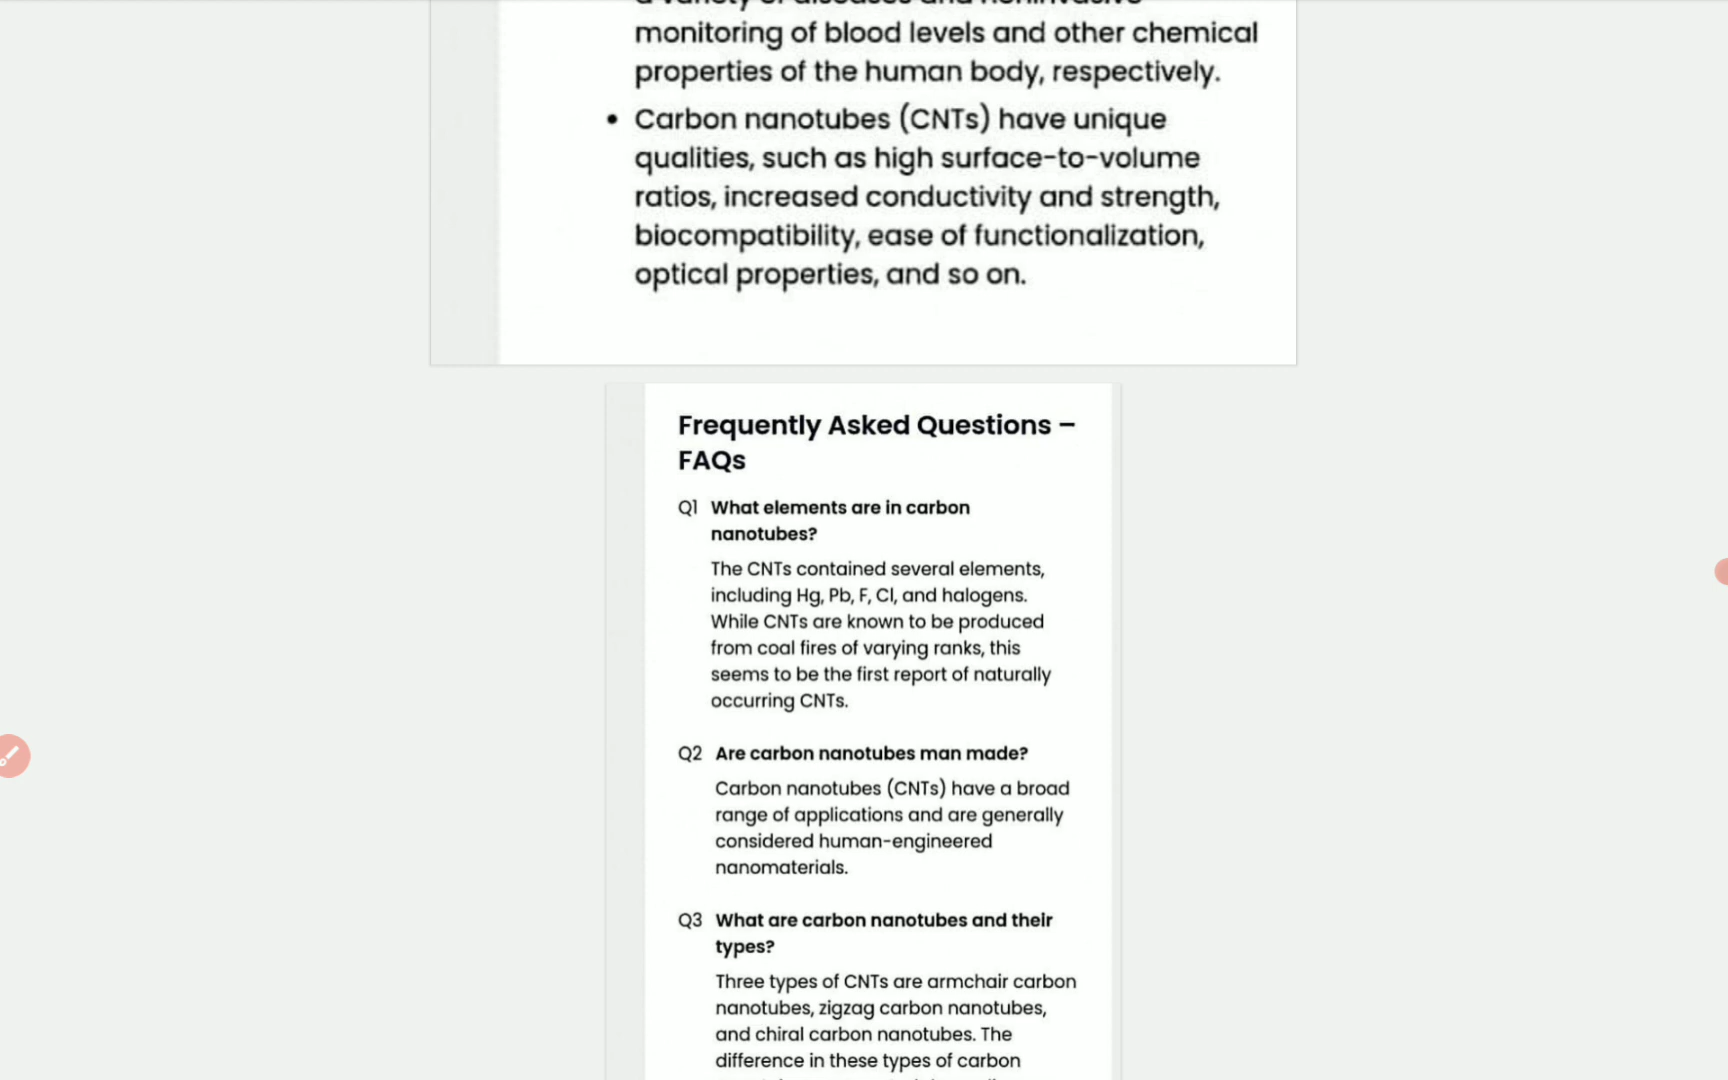 a variety of diseases and noninvasive
monitoring of blood levels and other chemical
properties of the human body, respectively.
• Carbon nanotubes (CNTs) have unique
qualities, such as high surface-to-volume
ratios, increased conductivity and strength,
biocompatibility, ease of functionalization,
optical properties, and so on.
Frequently Asked Questions –
FAQs
Q1 What elements are in carbon
nanotubes?
The CNTs contained several elements,
including Hg, Pb, F, Cl, and halogens.
While CNTs are known to be produced
from coal fires of varying ranks, this
seems to be the first report of naturally
occurring CNTs.
Q2 Are carbon nanotubes man made?
Carbon nanotubes (CNTs) have a broad
range of applications and are generally
considered human-engineered
nanomaterials.
Q3 What are carbon nanotubes and their
types?
Three types of CNTs are armchair carbon
nanotubes, zigzag carbon nanotubes,
and chiral carbon nanotubes. The
difference in these types of carbon